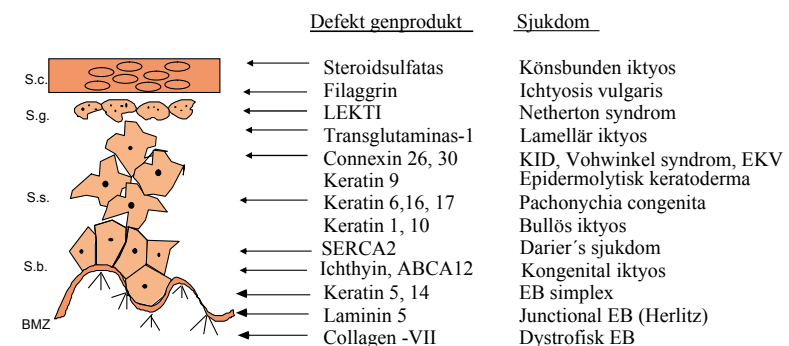 Defekt genprodukt Sjukdom
S.c.
S.g.
S.s.
S.b.
BMZ
Steroidsulfatas Könsbunden iktyos
Filaggrin Ichtyosis vulgaris
LEKTI Netherton syndrom
Transglutaminas-1 Lamellär iktyos
Connexin 26, 30 KID, Vohwinkel syndrom, EKV
Keratin 9 Epidermolytisk keratoderma
Keratin 6,16, 17 Pachonychia congenita
Keratin 1, 10 Bullös iktyos
SERCA2 Darier´s sjukdom
Ichthyin, ABCA12 Kongenital iktyos
Keratin 5, 14 EB simplex
Laminin 5 Junctional EB (Herlitz)
Collagen -VII Dystrofisk EB